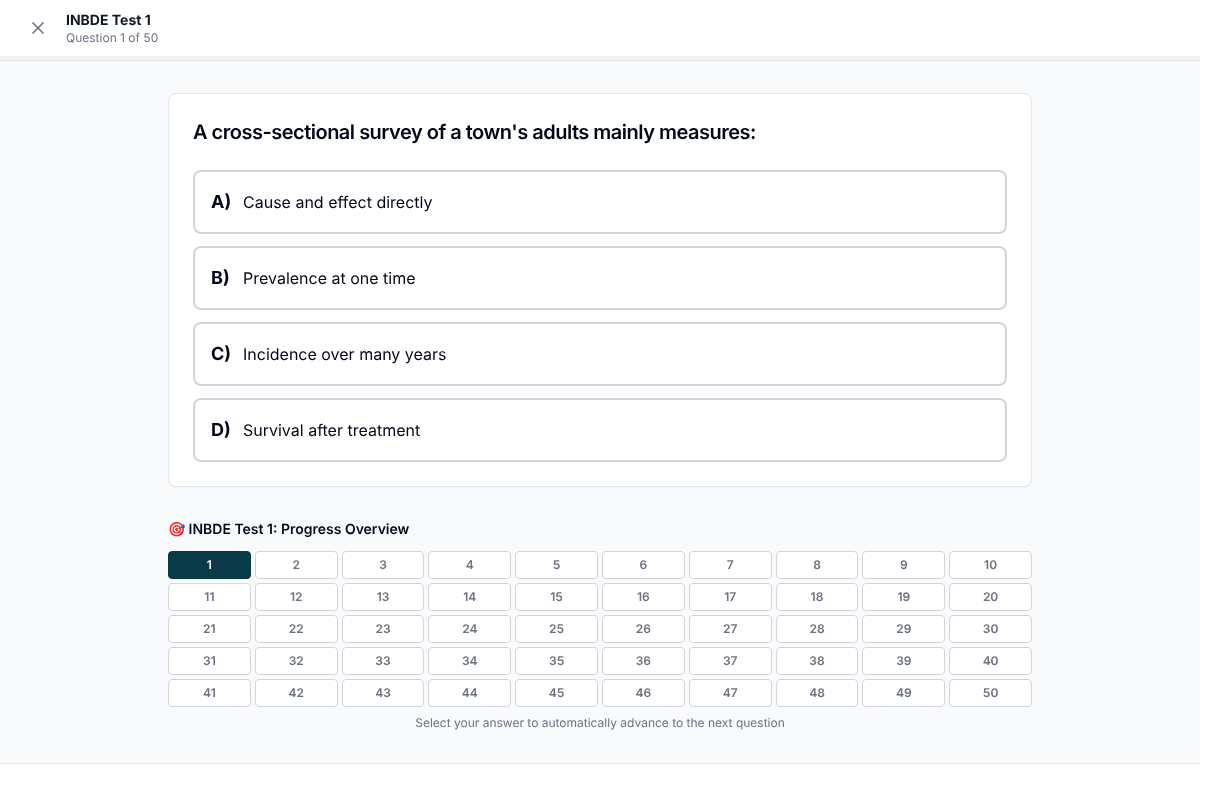 INBDE Test 1
Question 1 of 50
A cross-sectional survey of a town's adults mainly measures:
A) Cause and effect directly
B) Prevalence at one time
C) Incidence over many years
D) Survival after treatment
🎯 INBDE Test 1: Progress Overview
1 2 3 4 5 6 7 8 9 10
11 12 13 14 15 16 17 18 19 20
21 22 23 24 25 26 27 28 29 30
31 32 33 34 35 36 37 38 39 40
41 42 43 44 45 46 47 48 49 50
Select your answer to automatically advance to the next question